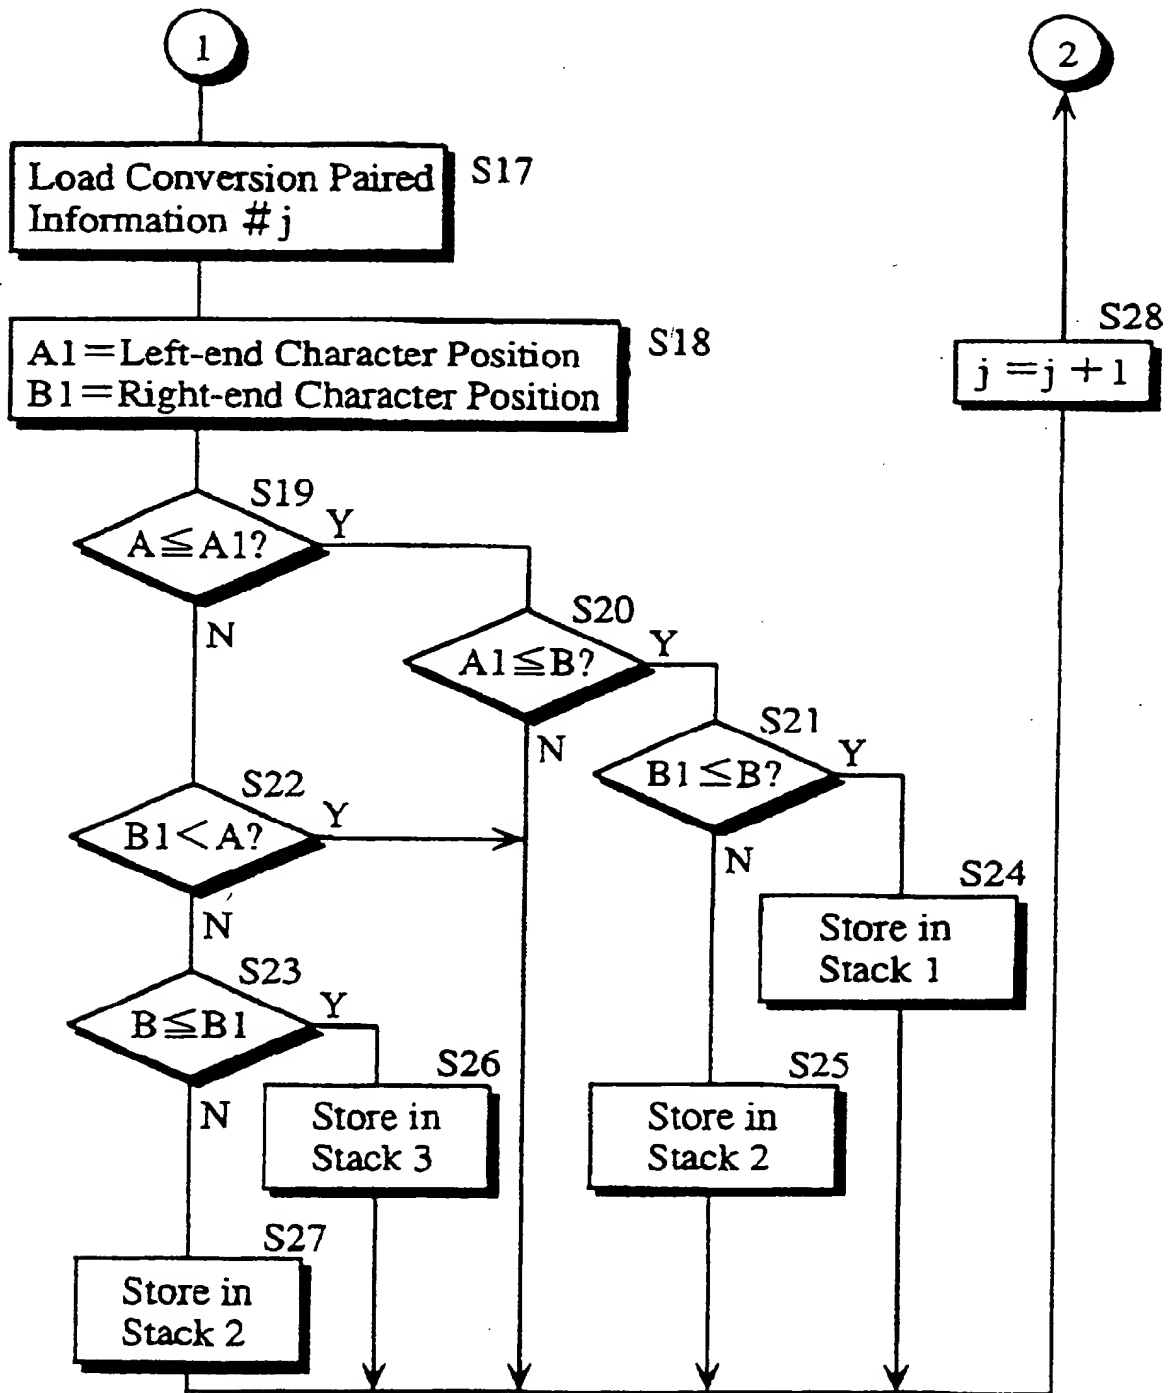 1
2
Load Conversion Paired
Information #j
S17
A1=Left-end Character Position
B1=Right-end Character Position
S18
S28
j=j+1
S19
A≦A1?
Y
N
S20
A1≦B?
Y
N
S21
B1≤B?
Y
N
S22
B1<A?
Y
N
S23
B≦B1
Y
N
S24
Store in
Stack 1
S25
Store in
Stack 2
S26
Store in
Stack 3
S27
Store in
Stack 2